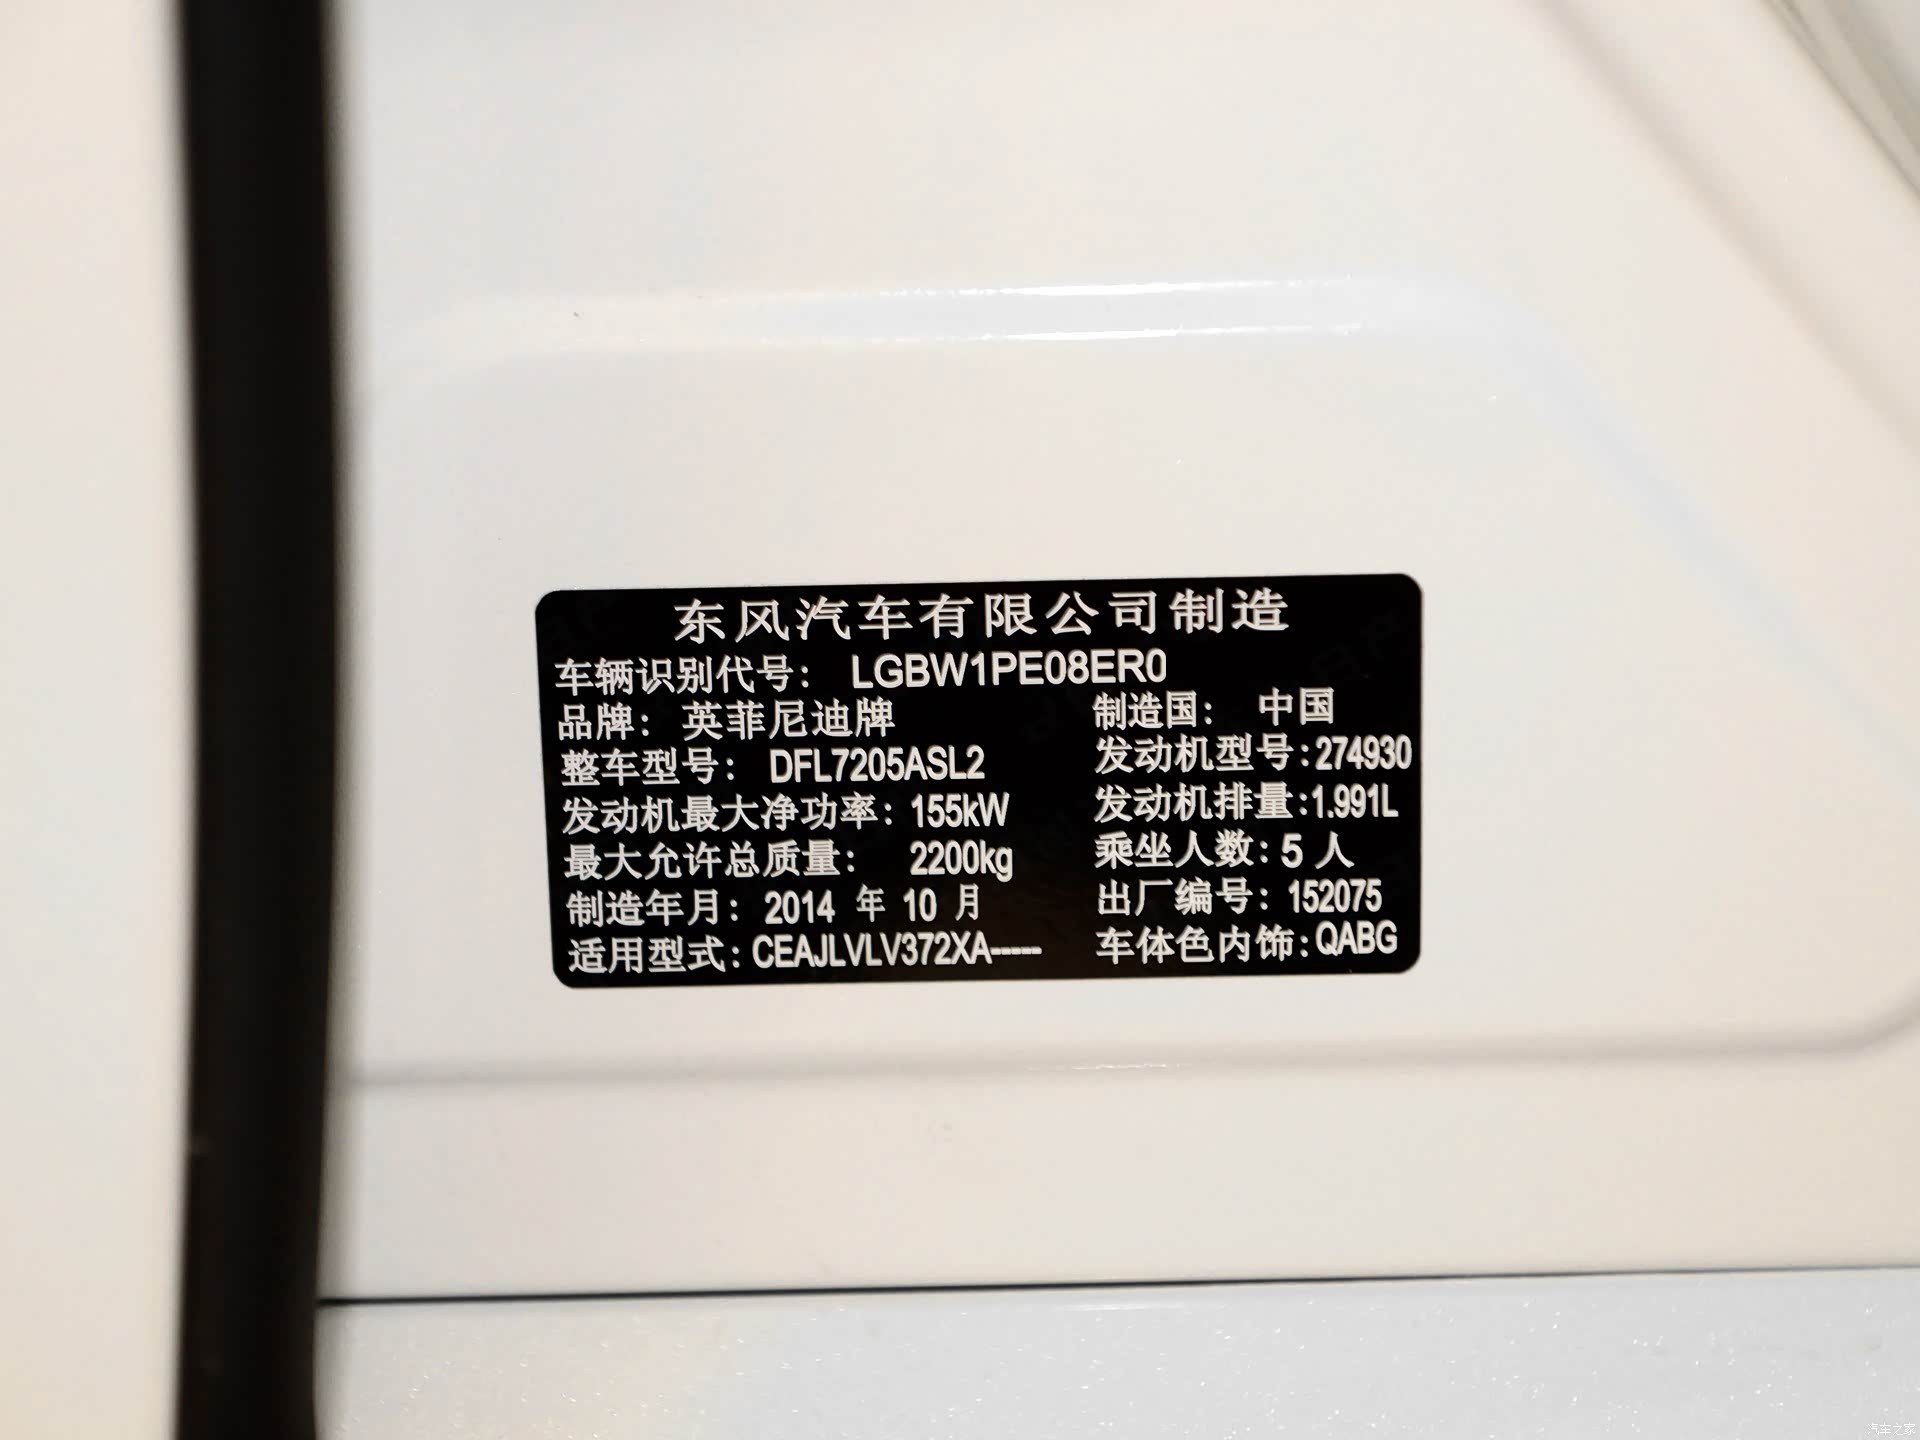 东风汽车有限公司制造
车辆识别代号： LGBW1PE08ER0
品牌： 英菲尼迪牌 制造国： 中国
整车型号： DFL7205ASL2 发动机型号：274930
发动机最大净功率：155kW 发动机排量：1.991L
最大允许总质量： 2200kg 乘坐人数：5 人
制造年月：2014 年 10 月 出厂编号：152075
适用型式：CEAJLVLV372XA----- 车体色内饰：QABG
汽车之家